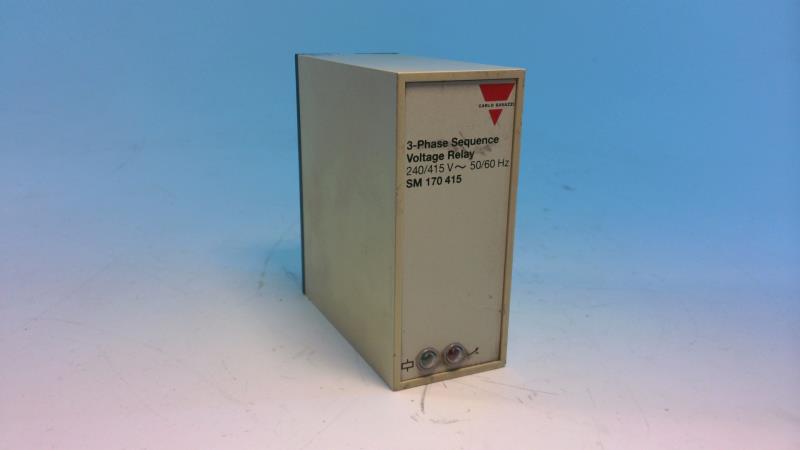 CARLO GAVAZZI
3-Phase Sequence
Voltage Relay
240/415 V ~ 50/60 Hz
SM 170 415